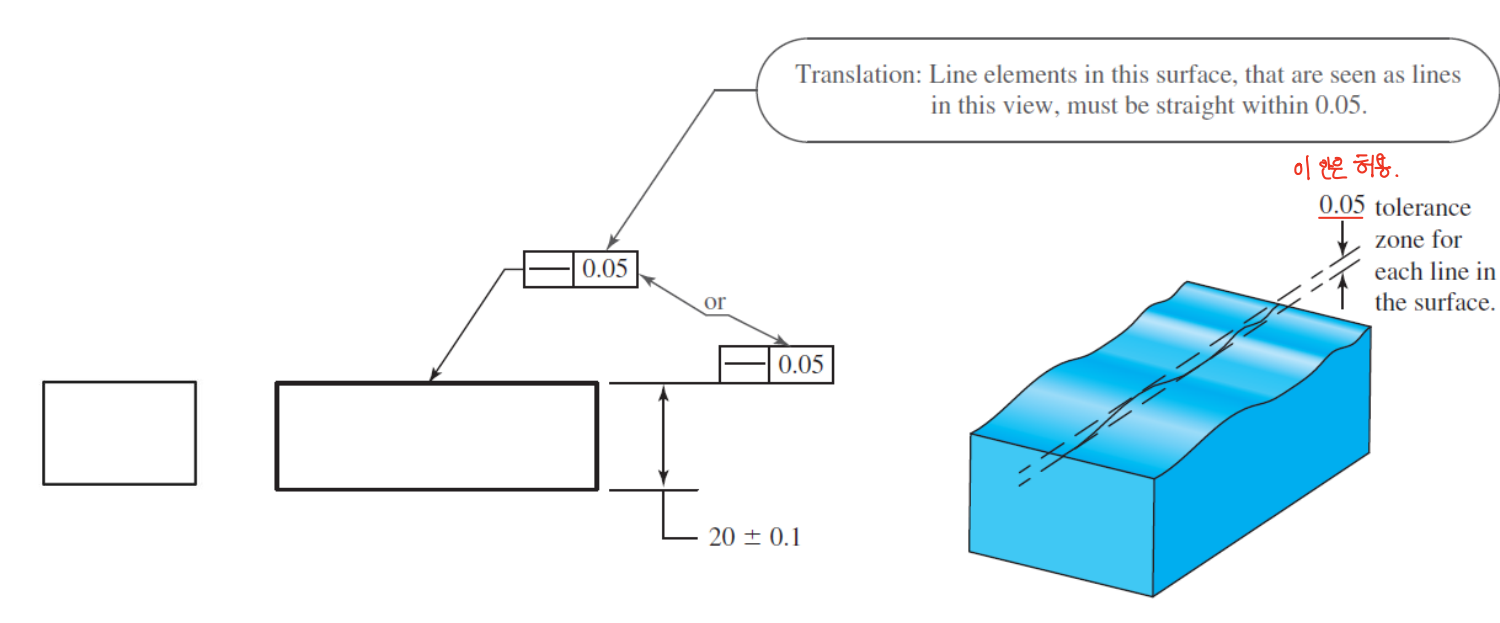 Translation: Line elements in this surface, that are seen as lines
in this view, must be straight within 0.05.
이 안은 허용.
0.05 tolerance
zone for
each line in
the surface.
0.05
or
0.05
20 ± 0.1